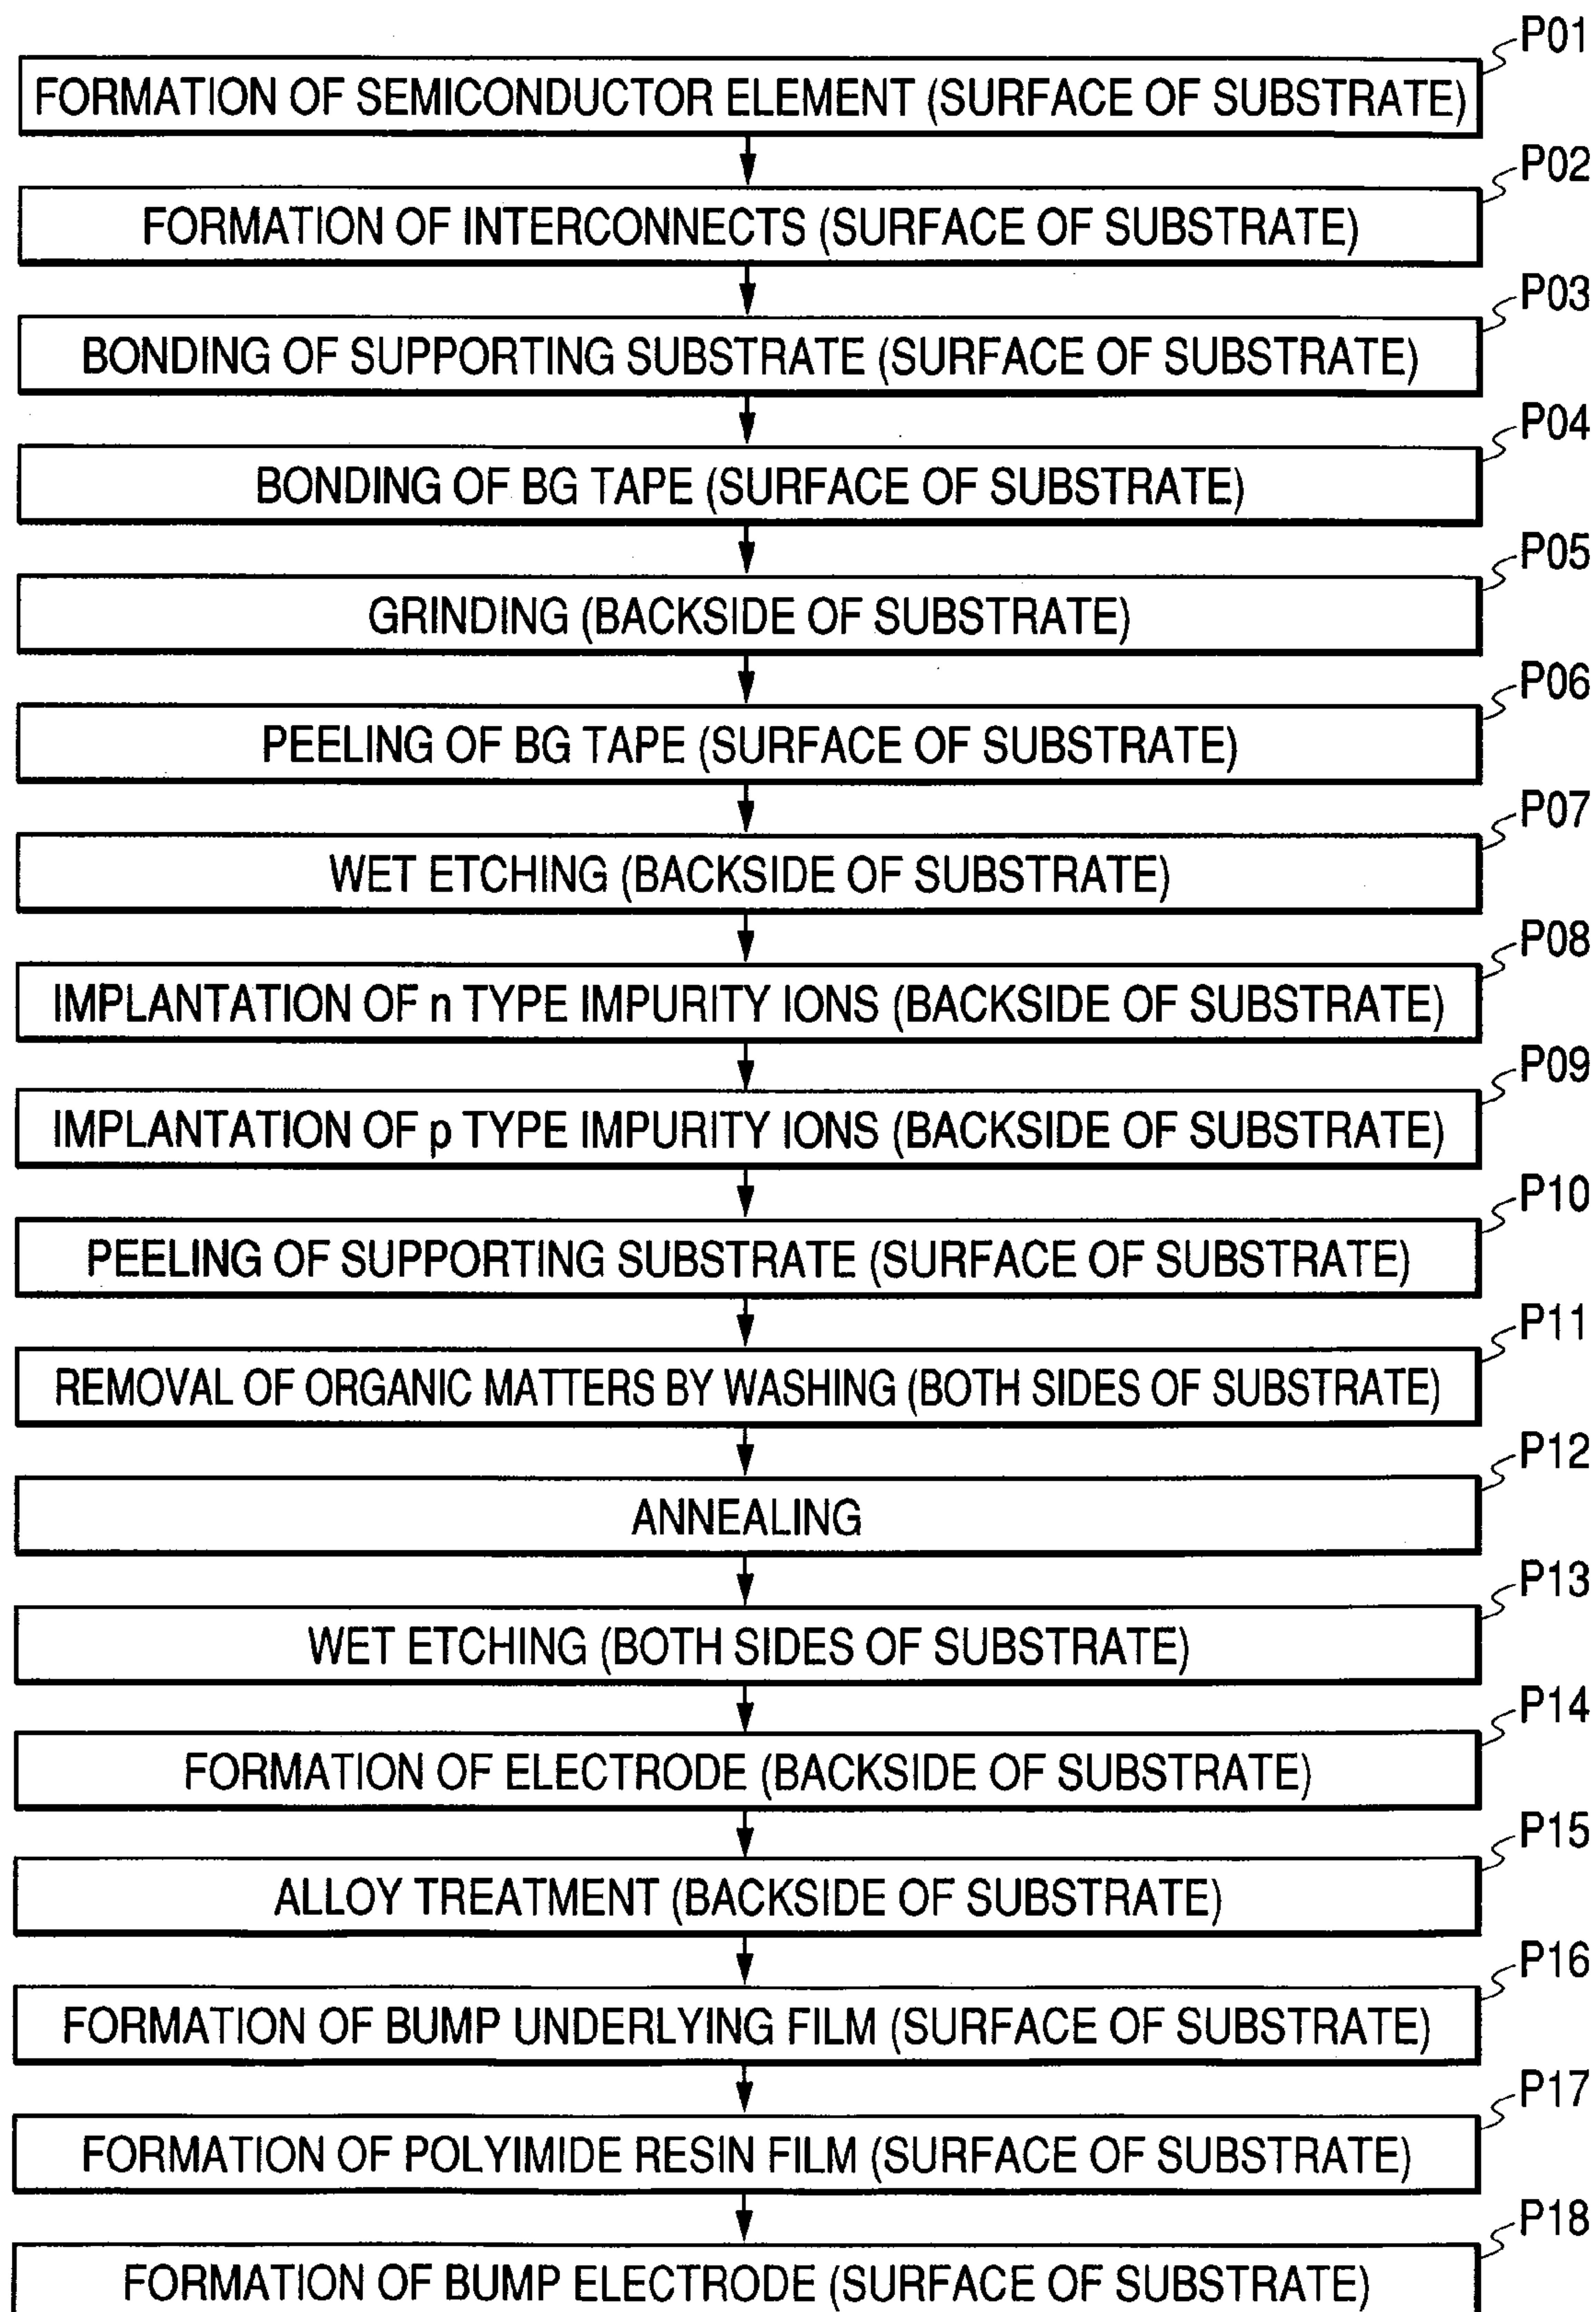 P01
FORMATION OF SEMICONDUCTOR ELEMENT (SURFACE OF SUBSTRATE)
P02
FORMATION OF INTERCONNECTS (SURFACE OF SUBSTRATE)
P03
BONDING OF SUPPORTING SUBSTRATE (SURFACE OF SUBSTRATE)
P04
BONDING OF BG TAPE (SURFACE OF SUBSTRATE)
P05
GRINDING (BACKSIDE OF SUBSTRATE)
P06
PEELING OF BG TAPE (SURFACE OF SUBSTRATE)
P07
WET ETCHING (BACKSIDE OF SUBSTRATE)
P08
IMPLANTATION OF n TYPE IMPURITY IONS (BACKSIDE OF SUBSTRATE)
P09
IMPLANTATION OF p TYPE IMPURITY IONS (BACKSIDE OF SUBSTRATE)
P10
PEELING OF SUPPORTING SUBSTRATE (SURFACE OF SUBSTRATE)
P11
REMOVAL OF ORGANIC MATTERS BY WASHING (BOTH SIDES OF SUBSTRATE)
P12
ANNEALING
P13
WET ETCHING (BOTH SIDES OF SUBSTRATE)
P14
FORMATION OF ELECTRODE (BACKSIDE OF SUBSTRATE)
P15
ALLOY TREATMENT (BACKSIDE OF SUBSTRATE)
P16
FORMATION OF BUMP UNDERLYING FILM (SURFACE OF SUBSTRATE)
P17
FORMATION OF POLYIMIDE RESIN FILM (SURFACE OF SUBSTRATE)
P18
FORMATION OF BUMP ELECTRODE (SURFACE OF SUBSTRATE)